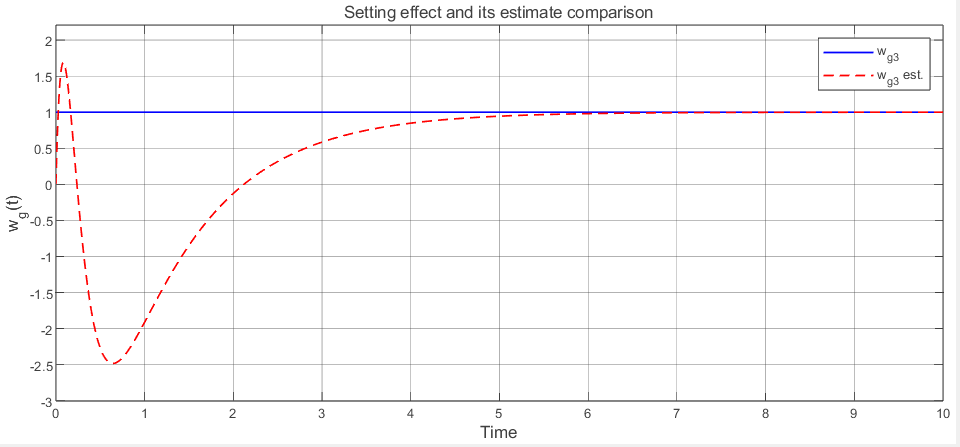 Setting effect and its estimate comparison
w_g3
w_g3 est.
w_g(t)
2
1.5
1
0.5
0
-0.5
-1
-1.5
-2
-2.5
-3
0 1 2 3 4 5 6 7 8 9 10
Time